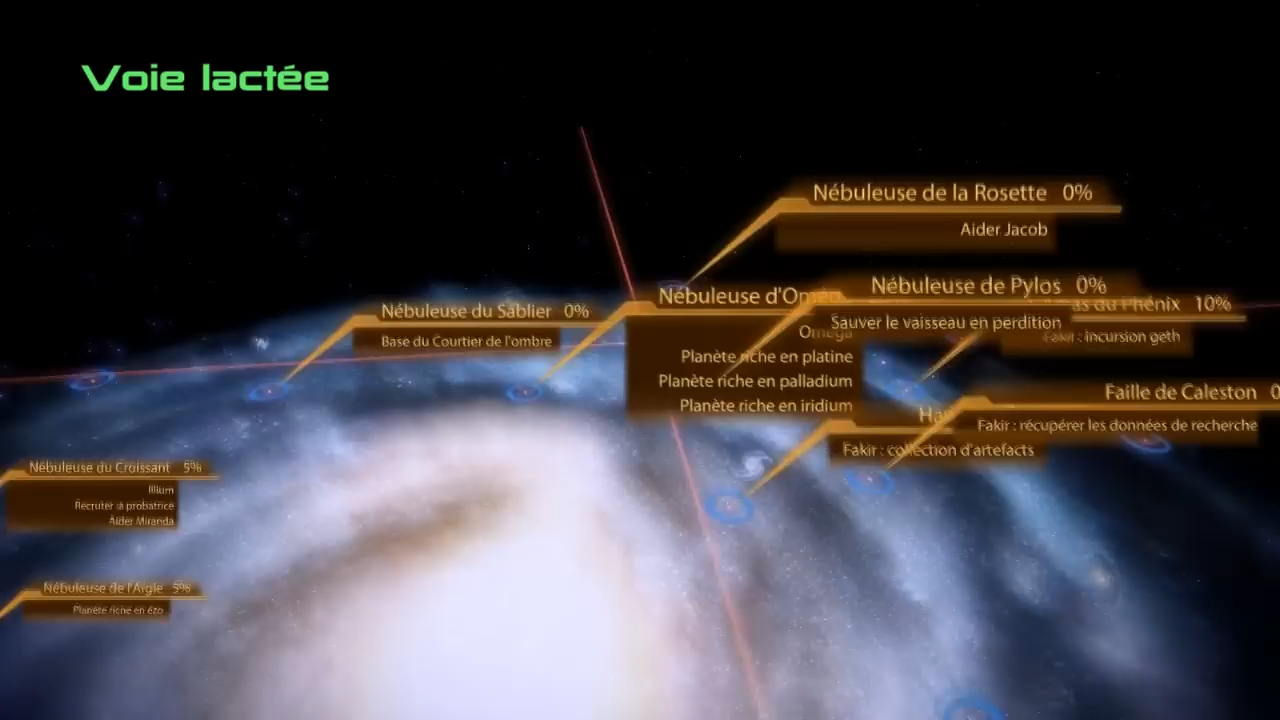 Voie lactée
Nébuleuse de la Rosette 0%
Aider Jacob
Nébuleuse de Pylos 0%
Sauver le vaisseau en perdition
du Phénix 10%
Fakir : incursion geth
Nébuleuse du Sablier 0%
Base du Courtier de l'ombre
Nébuleuse
Omega
Planète riche en platine
Planète riche en palladium
Planète riche en iridium
Faille de Caleston
Fakir : récupérer les données de recherche
Fakir : collection d'artefacts
Nébuleuse du Croissant 5%
Illium
Recruter la probatrice
Aider Miranda
Nébuleuse de l'Aigle 5%
Planète riche en ézo